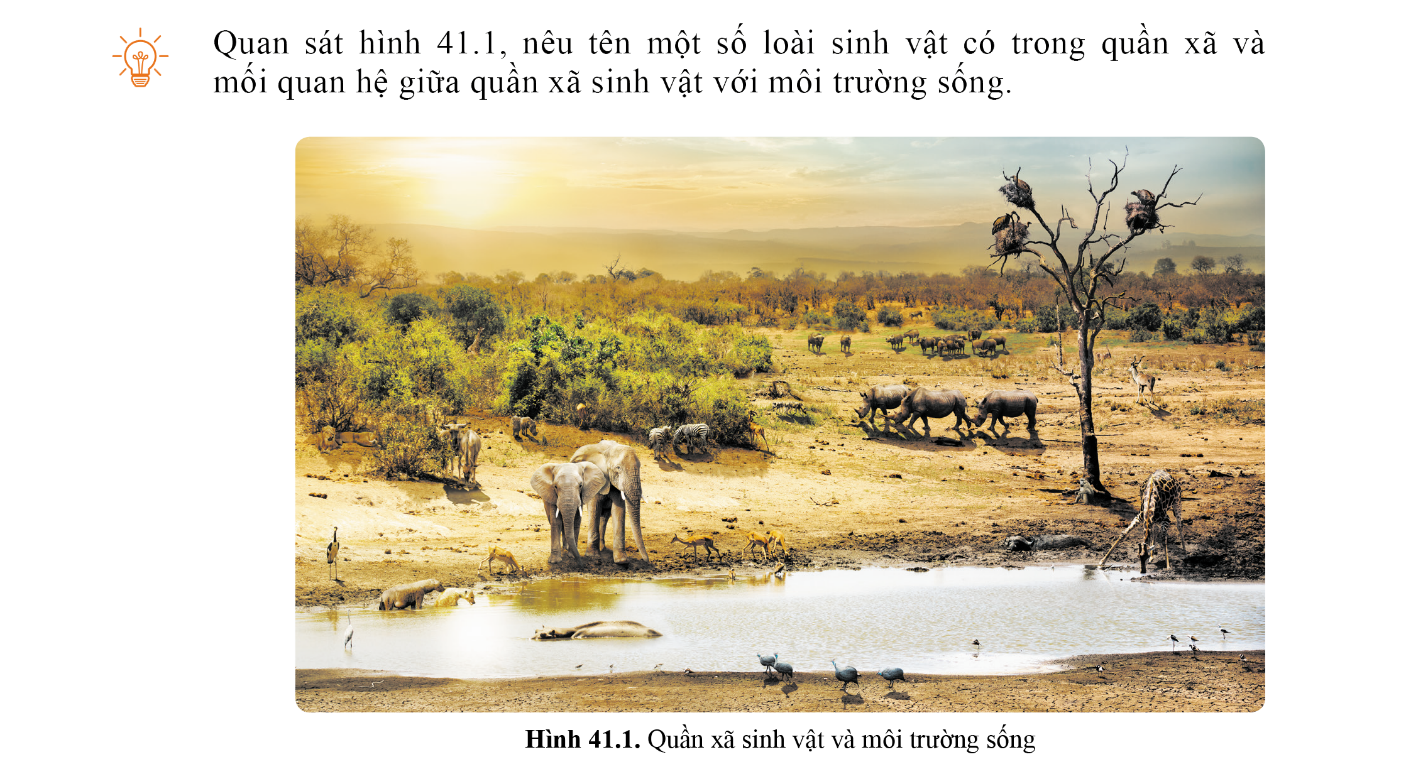 Quan sát hình 41.1, nêu tên một số loài sinh vật có trong quần xã và
mối quan hệ giữa quần xã sinh vật với môi trường sống.
Hình 41.1. Quần xã sinh vật và môi trường sống